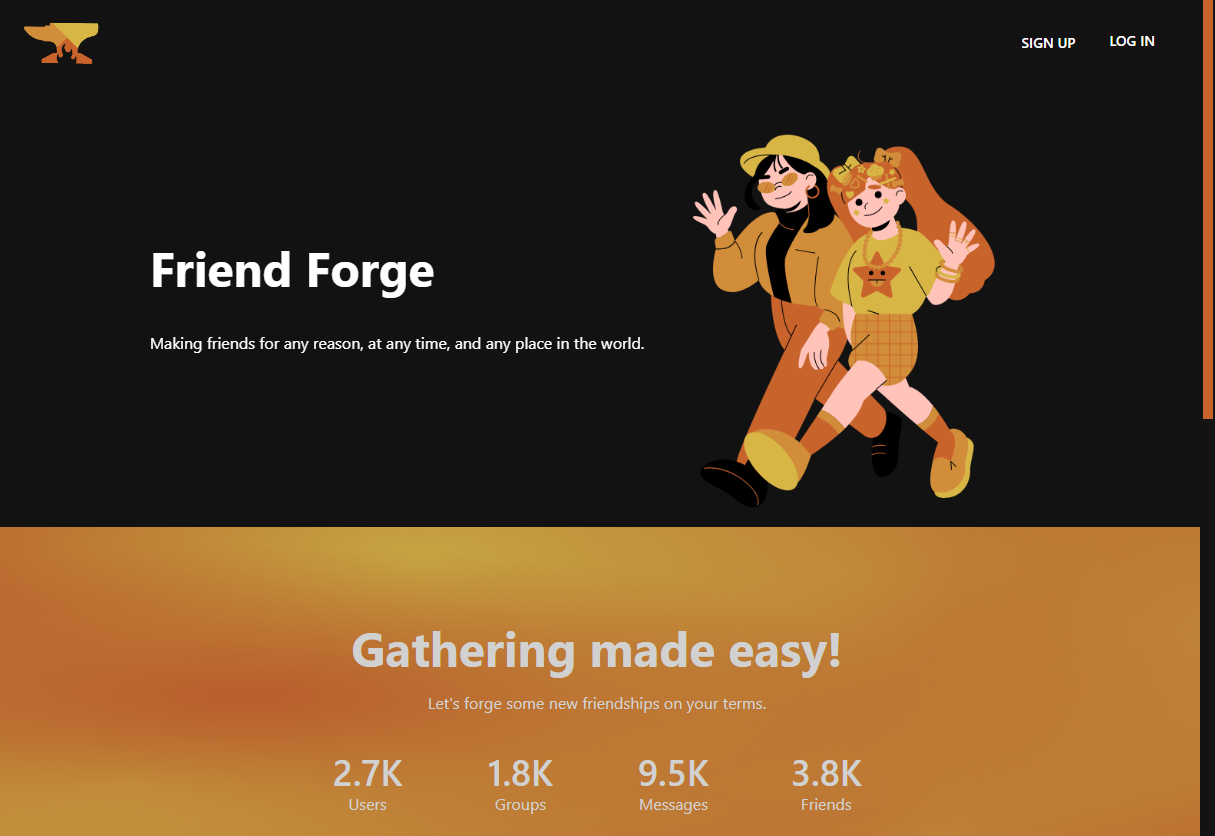 SIGN UP
LOG IN
Friend Forge
Making friends for any reason, at any time, and any place in the world.
Gathering made easy!
Let's forge some new friendships on your terms.
2.7K 1.8K 9.5K 3.8K
Users Groups Messages Friends